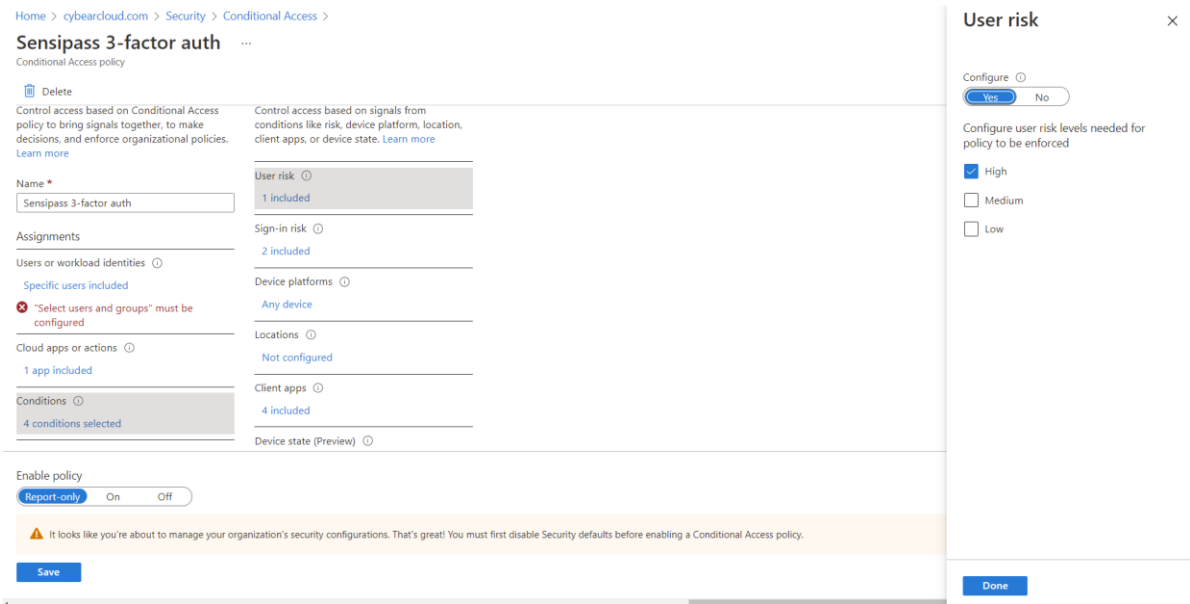 Home > cybearcloud.com > Security > Conditional Access >
Sensipass 3-factor auth ...
Conditional Access policy
Delete
Control access based on Conditional Access
policy to bring signals together, to make
decisions, and enforce organizational policies.
Learn more
Name *
Sensipass 3-factor auth
Assignments
Users or workload identities
Specific users included
"Select users and groups" must be
configured
Cloud apps or actions
1 app included
Conditions
4 conditions selected
Control access based on signals from
conditions like risk, device platform, location,
client apps, or device state. Learn more
User risk
1 included
Sign-in risk
2 included
Device platforms
Any device
Locations
Not configured
Client apps
4 included
Device state (Preview)
Enable policy
Report-only On Off
It looks like you're about to manage your organization's security configurations. That's great! You must first disable Security defaults before enabling a Conditional Access policy.
Save
User risk
Configure
Yes No
Configure user risk levels needed for
policy to be enforced
High
Medium
Low
Done